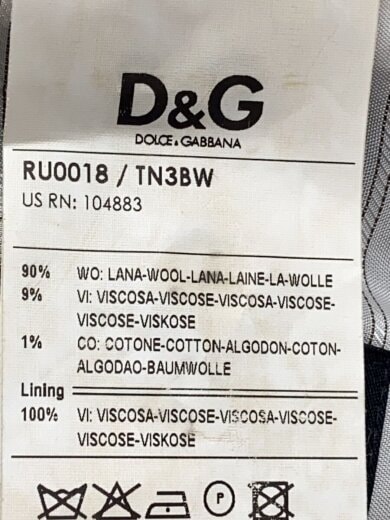 D&G
DOLCE & GABBANA
RU0018 / TN3BW
US RN: 104883
90% WO: LANA-WOOL-LANA-LAINE-LA-WOLLE
9% VI: VISCOSA-VISCOSE-VISCOSA-VISCOSE-
VISCOSE-VISKOSE
1% CO: COTONE-COTTON-ALGODON-COTON-
ALGODAO-BAUMWOLLE
Lining
100% VI: VISCOSA-VISCOSE-VISCOSA-VISCOSE-
VISCOSE-VISKOSE
P